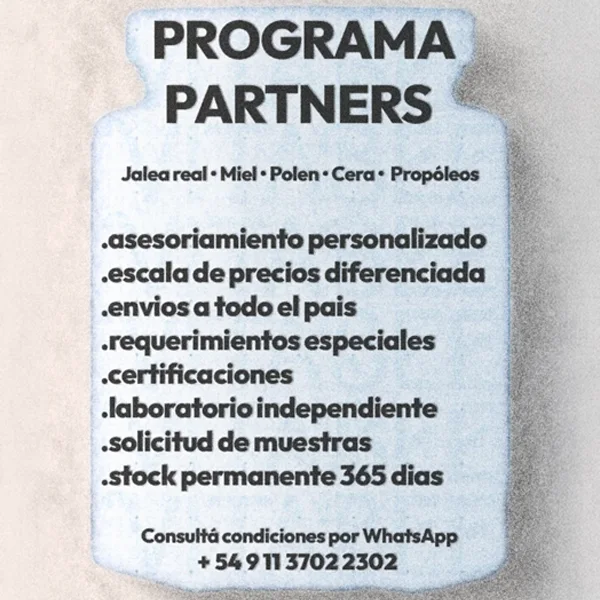 PROGRAMA
PARTNERS
Jalea real • Miel • Polen • Cera • Propóleos
.asesoriamiento personalizado
.escala de precios diferenciada
.envios a todo el pais
.requerimientos especiales
.certificaciones
.laboratorio independiente
.solicitud de muestras
.stock permanente 365 dias
Consultá condiciones por WhatsApp
+ 54 9 11 3702 2302